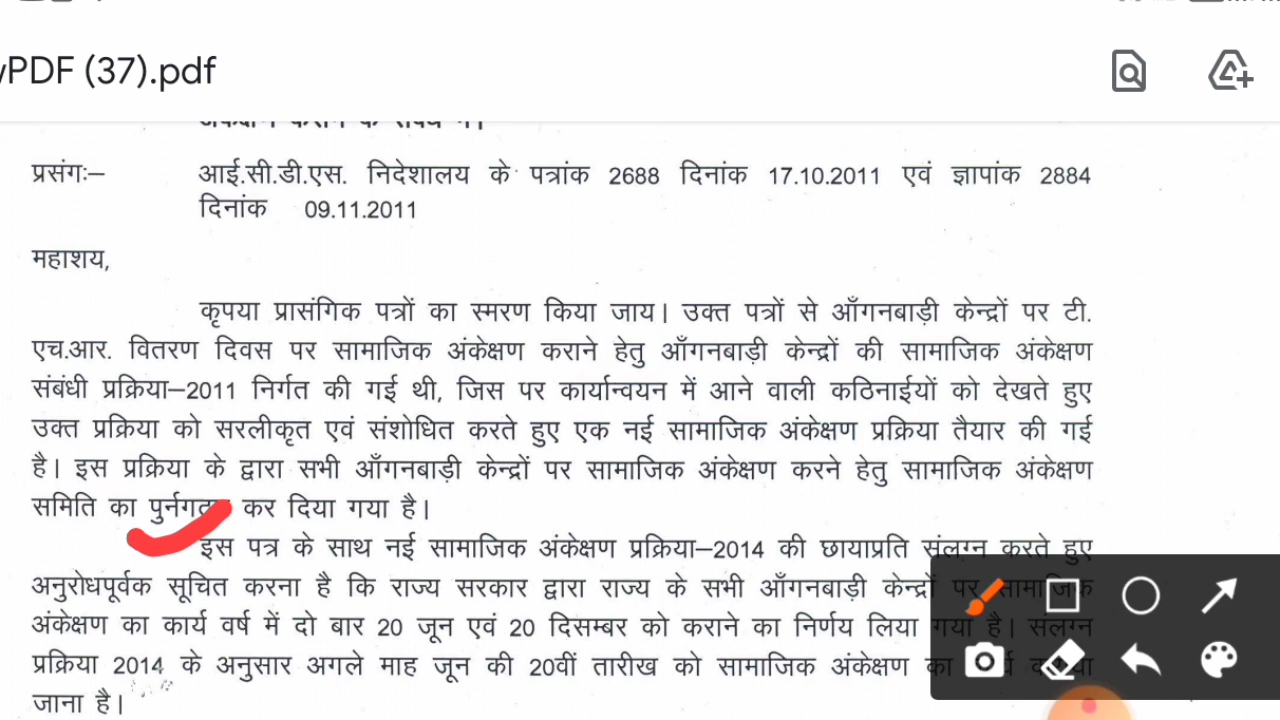 PDF (37).pdf
प्रसंगः– आई.सी.डी.एस. निदेशालय के पत्रांक 2688 दिनांक 17.10.2011 एवं ज्ञापांक 2884
दिनांक 09.11.2011
महाशय,
कृपया प्रासंगिक पत्रों का स्मरण किया जाय। उक्त पत्रों से आँगनबाड़ी केन्द्रों पर टी.
एच.आर. वितरण दिवस पर सामाजिक अंकेक्षण कराने हेतु आँगनबाड़ी केन्द्रों की सामाजिक अंकेक्षण
संबंधी प्रक्रिया–2011 निर्गत की गई थी, जिस पर कार्यान्वयन में आने वाली कठिनाईयों को देखते हुए
उक्त प्रक्रिया को सरलीकृत एवं संशोधित करते हुए एक नई सामाजिक अंकेक्षण प्रक्रिया तैयार की गई
है। इस प्रक्रिया के द्वारा सभी आँगनबाड़ी केन्द्रों पर सामाजिक अंकेक्षण करने हेतु सामाजिक अंकेक्षण
समिति का कर दिया गया है।
इस पत्र के साथ नई सामाजिक अंकेक्षण प्रक्रिया–2014 की छायाप्रति संलग्न करते हुए
अनुरोधपूर्वक सूचित करना है कि राज्य सरकार द्वारा राज्य के सभी आँगनबाड़ी केन्द्रों पर सामाजिक
अंकेक्षण का कार्य वर्ष में दो बार 20 जून एवं 20 दिसम्बर को कराने का निर्णय लिया गया है। संलग्न
प्रक्रिया 2014 के अनुसार अगले माह जून की 20वीं तारीख को सामाजिक अंकेक्षण का
जाना है।